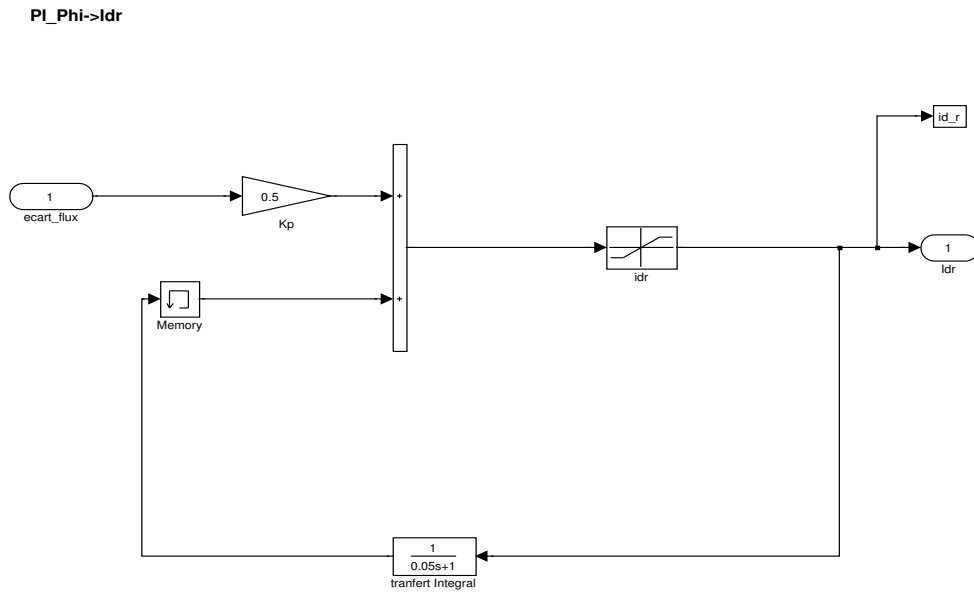 PI_Phi->Idr
id_r
1
ecart_flux
0.5
Kp
+
idr
1
Idr
Memory
+
1
0.05s+1
tranfert Integral